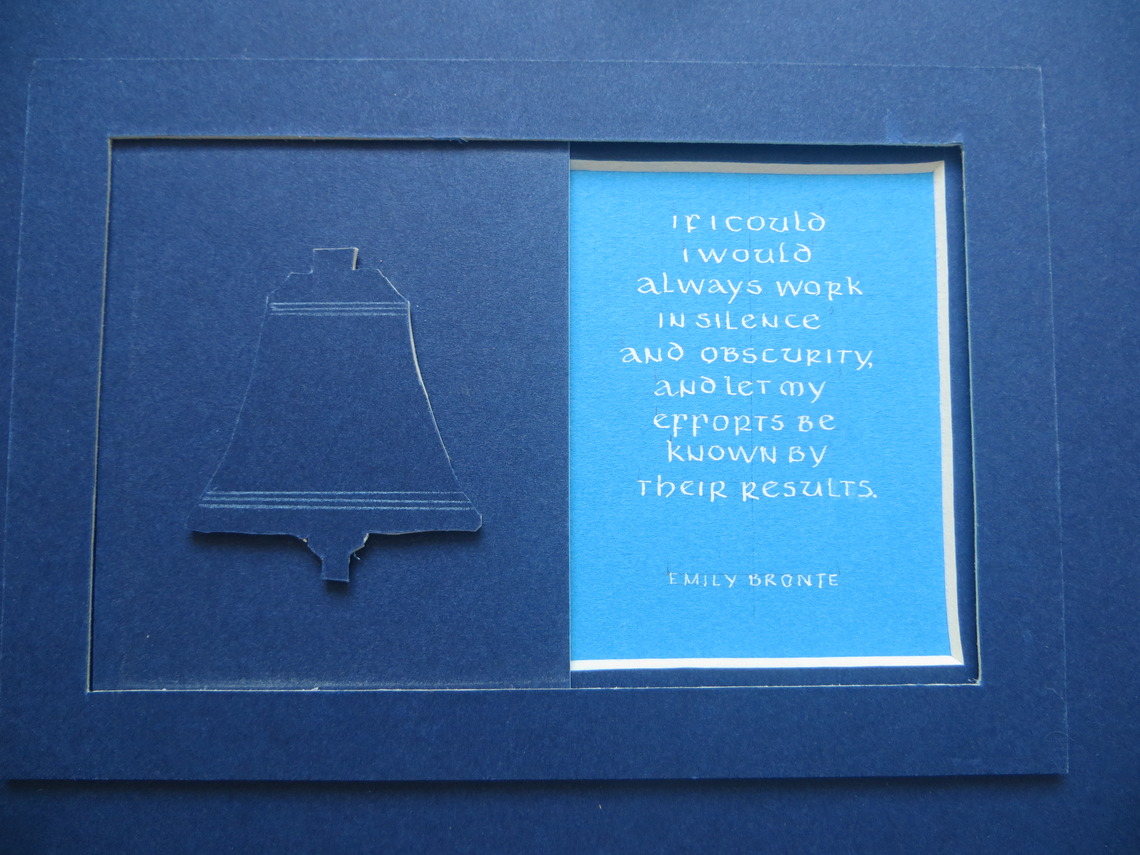 if i could
i would
always work
in silence
and obscurity,
and let my
efforts be
known by
their results.
EMILY BRONTE